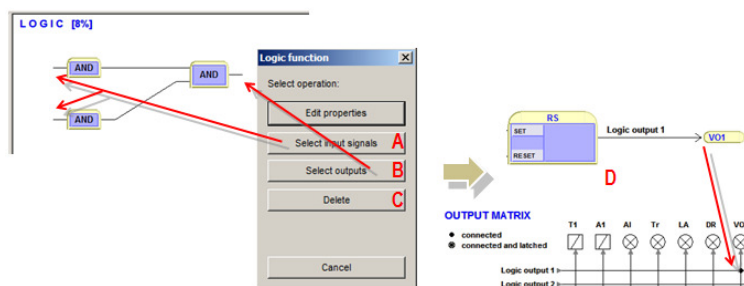 LOGIC [8%]
AND
AND
AND
Logic function
Select operation:
Edit properties
Select input signals A
Select outputs B
Delete C
Cancel
RS
SET
RESET
Logic output 1
VO1
D
OUTPUT MATRIX
connected
connected and latched
T1 A1 Al Tr LA DR VO
Logic output 1
Logic output 2